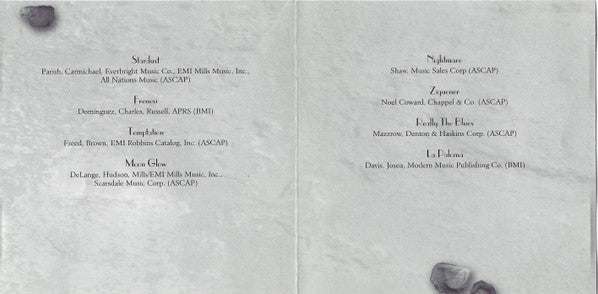 Stardust
Parish, Carmichael, Everbright Music Co., EMI Mills Music, Inc.,
All Nations Music (ASCAP)
Frenesi
Dominguez, Charles, Russell, APRS (BMI)
Temptation
Freed, Brown, EMI Robbins Catalog, Inc. (ASCAP)
Moon Glow
DeLange, Hudson, Mills/EMI Mills Music, Inc.,
Scarsdale Music Corp. (ASCAP)
Nightmare
Shaw, Music Sales Corp (ASCAP)
Ziguener
Noel Coward, Chappel & Co. (ASCAP)
Really The Blues
Mazzrow, Denton & Haskins Corp. (ASCAP)
La Paloma
Davis, Josea, Modern Music Publishing Co. (BMI)